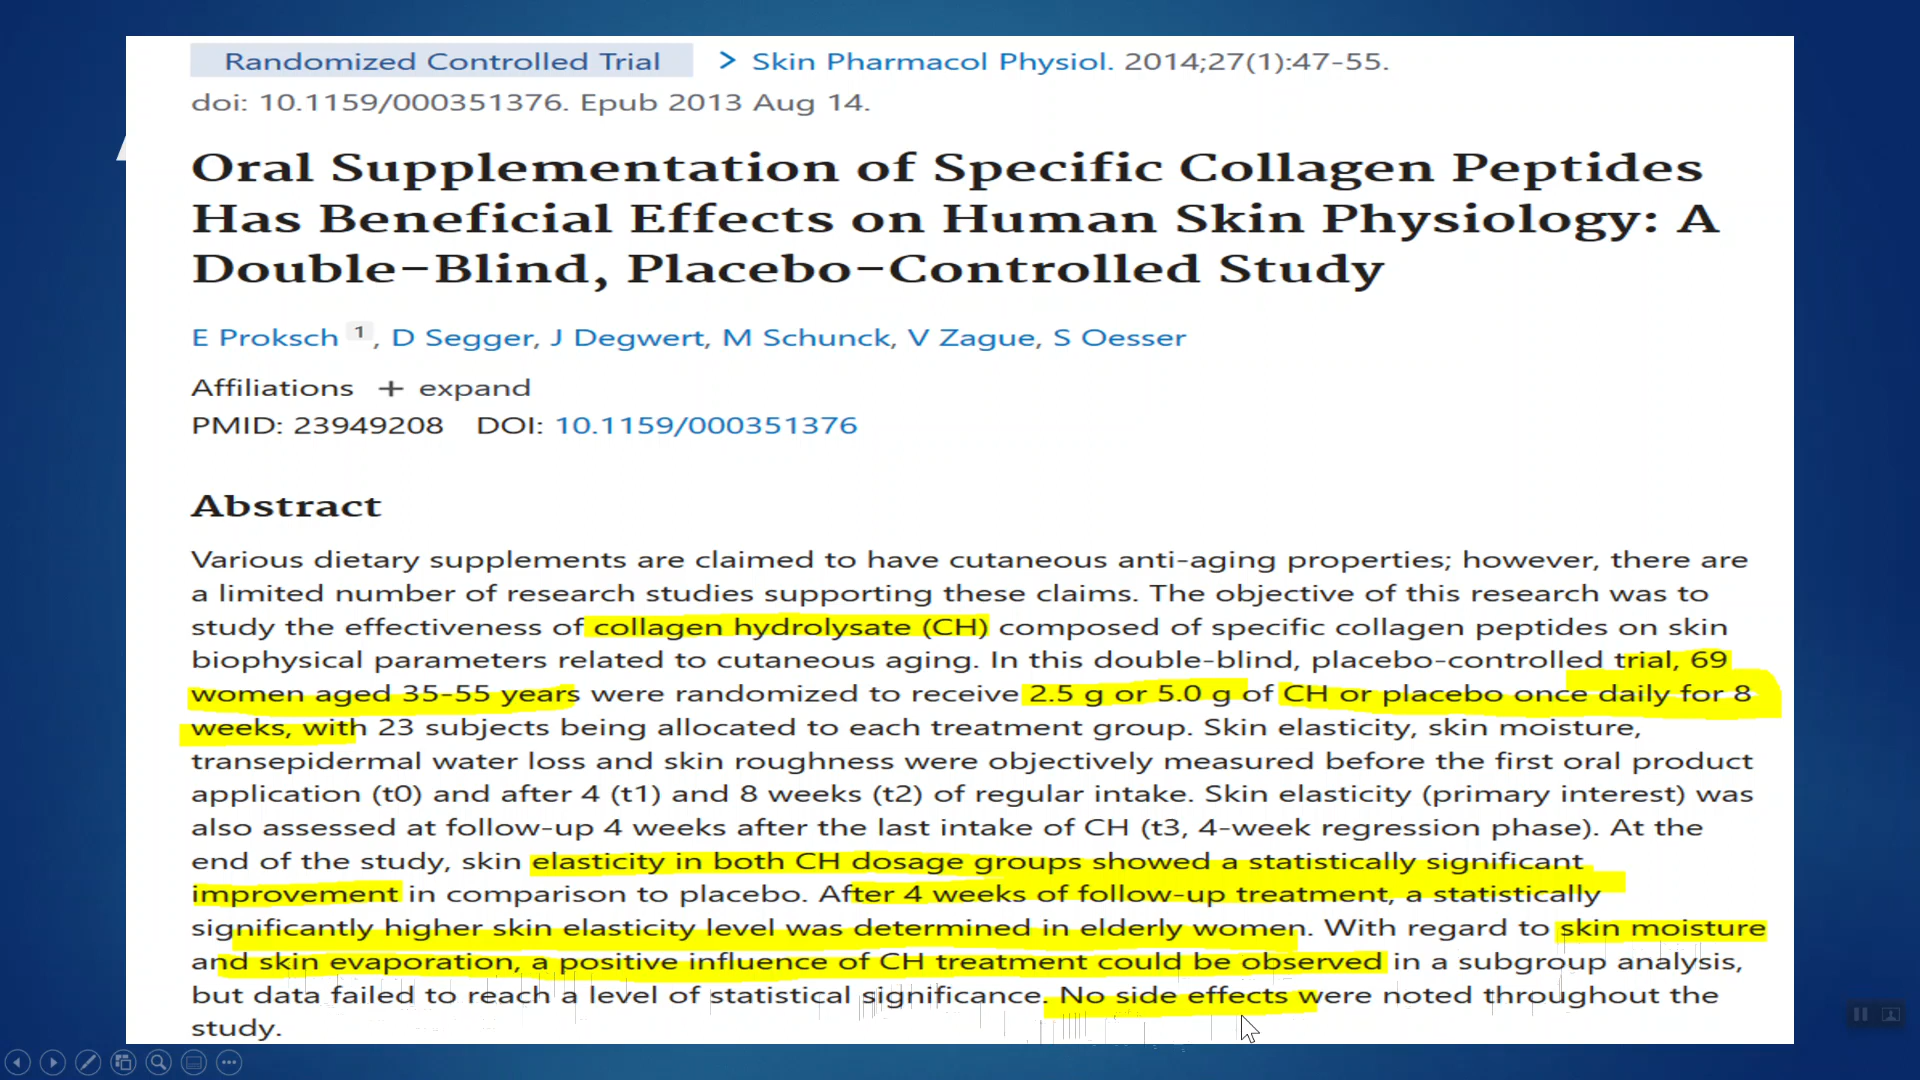 Randomized Controlled Trial > Skin Pharmacol Physiol. 2014;27(1):47-55.
doi: 10.1159/000351376. Epub 2013 Aug 14.
Oral Supplementation of Specific Collagen Peptides
Has Beneficial Effects on Human Skin Physiology: A
Double-Blind, Placebo-Controlled Study
E Proksch 1, D Segger, J Degwert, M Schunck, V Zague, S Oesser
Affiliations + expand
PMID: 23949208 DOI: 10.1159/000351376
Abstract
Various dietary supplements are claimed to have cutaneous anti-aging properties; however, there are
a limited number of research studies supporting these claims. The objective of this research was to
study the effectiveness of collagen hydrolysate (CH) composed of specific collagen peptides on skin
biophysical parameters related to cutaneous aging. In this double-blind, placebo-controlled trial, 69
women aged 35-55 years were randomized to receive 2.5 g or 5.0 g of CH or placebo once daily for 8
weeks, with 23 subjects being allocated to each treatment group. Skin elasticity, skin moisture,
transepidermal water loss and skin roughness were objectively measured before the first oral product
application (t0) and after 4 (t1) and 8 weeks (t2) of regular intake. Skin elasticity (primary interest) was
also assessed at follow-up 4 weeks after the last intake of CH (t3, 4-week regression phase). At the
end of the study, skin elasticity in both CH dosage groups showed a statistically significant
improvement in comparison to placebo. After 4 weeks of follow-up treatment, a statistically
significantly higher skin elasticity level was determined in elderly women. With regard to skin moisture
and skin evaporation, a positive influence of CH treatment could be observed in a subgroup analysis,
but data failed to reach a level of statistical significance. No side effects were noted throughout the
study.